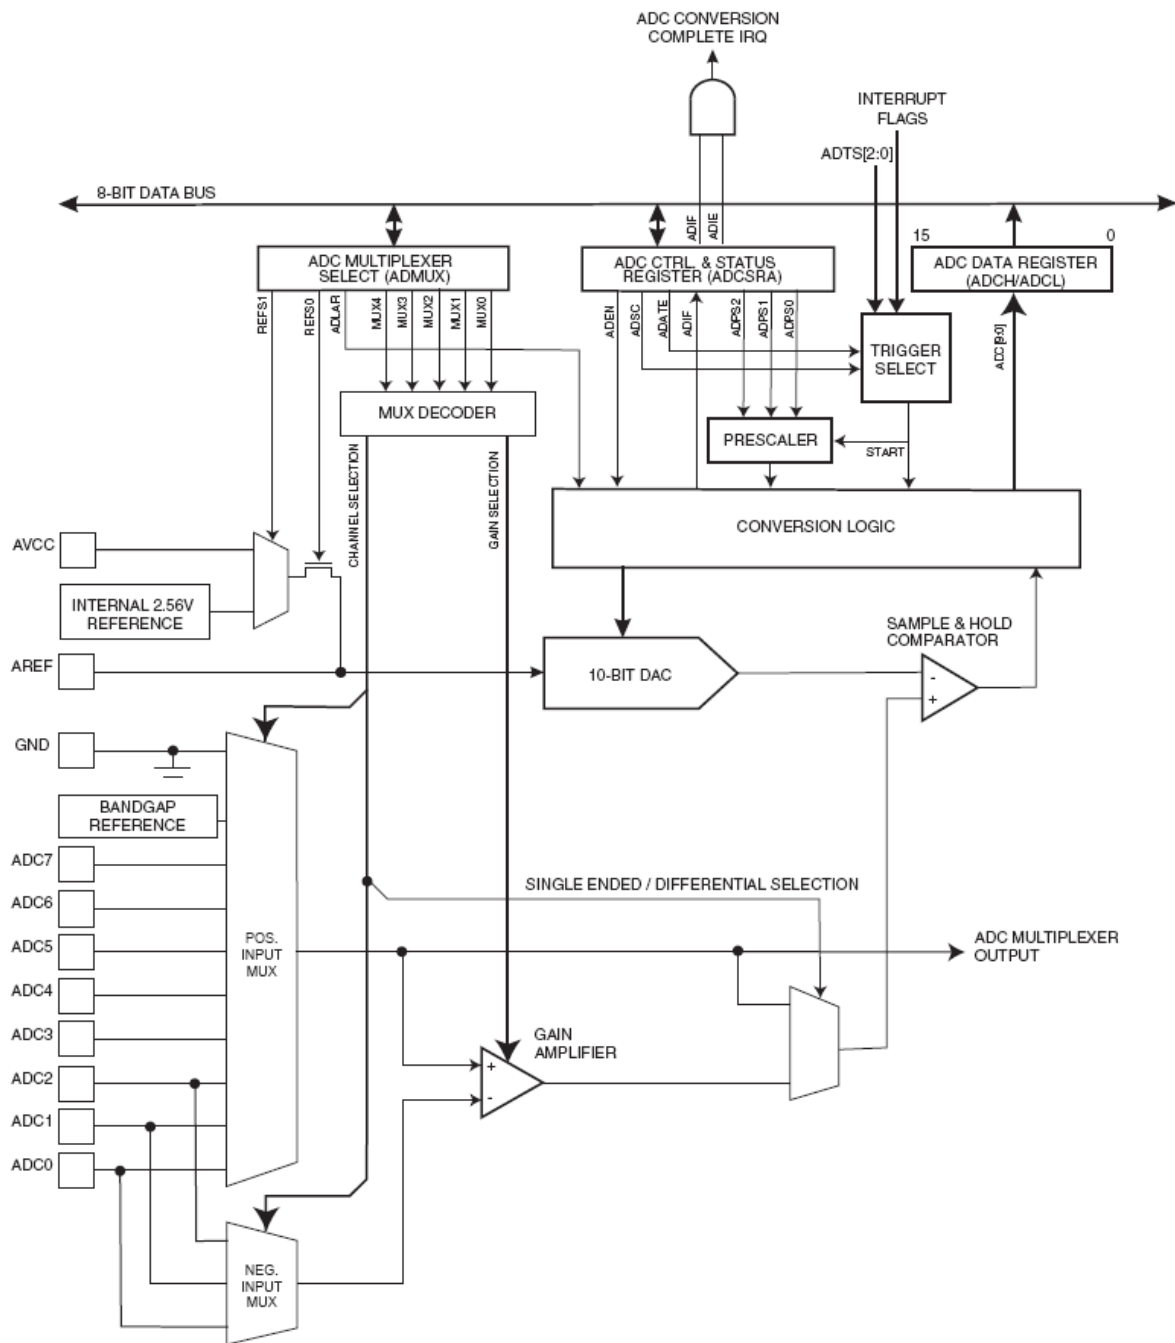 ADC CONVERSION
COMPLETE IRQ
INTERRUPT
FLAGS
ADTS[2:0]
8-BIT DATA BUS
ADIF
ADIE
15
0
ADC MULTIPLEXER
SELECT (ADMUX)
ADC CTRL. & STATUS
REGISTER (ADCSRA)
ADC DATA REGISTER
(ADCH/ADCL)
REFS1
REFS0
ADLAR
MUX4
MUX3
MUX2
MUX1
MUX0
ADEN
ADSC
ADATE
ADIF
ADPS2
ADPS1
ADPS0
ADC[9:0]
TRIGGER
SELECT
MUX DECODER
PRESCALER
START
CHANNEL SELECTION
GAIN SELECTION
CONVERSION LOGIC
AVCC
INTERNAL 2.56V
REFERENCE
SAMPLE & HOLD
COMPARATOR
AREF
10-BIT DAC
-
+
GND
BANDGAP
REFERENCE
ADC7
SINGLE ENDED / DIFFERENTIAL SELECTION
ADC6
ADC5
POS.
INPUT
MUX
ADC MULTIPLEXER
OUTPUT
ADC4
ADC3
GAIN
AMPLIFIER
ADC2
+
-
ADC1
ADC0
NEG.
INPUT
MUX